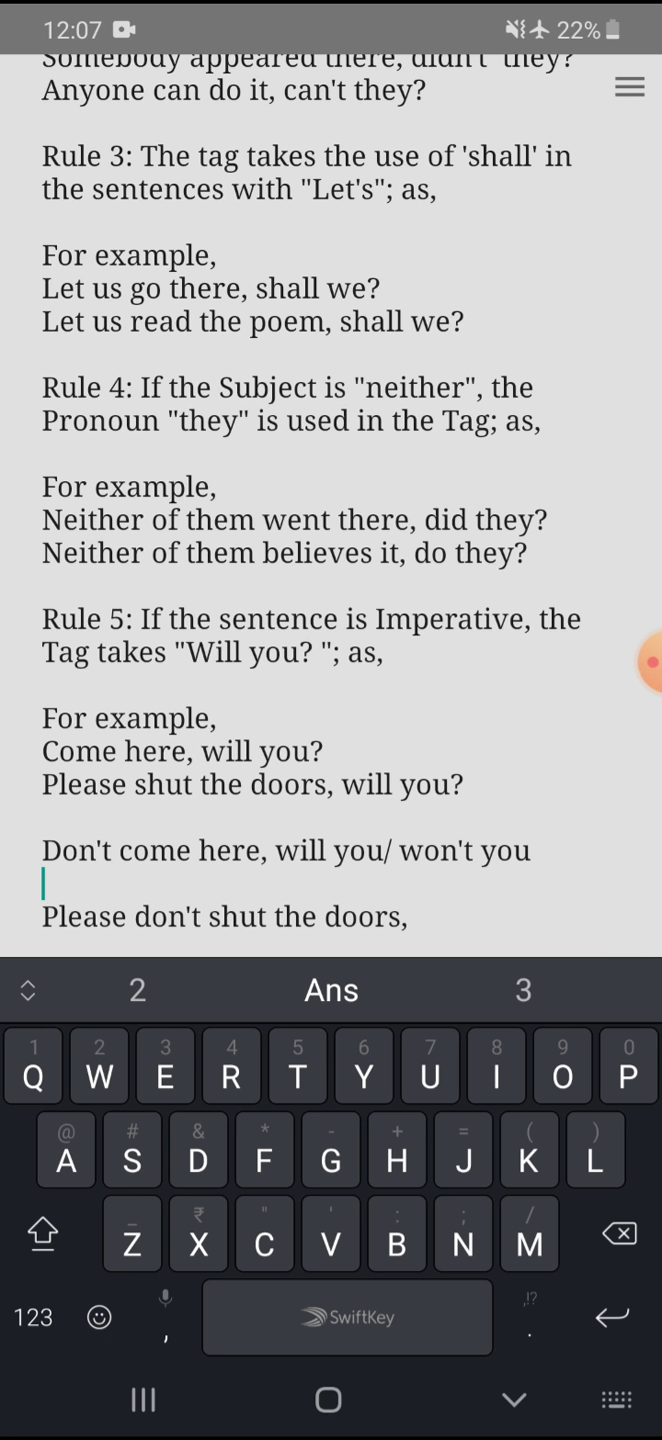 12:07 22%
Somebody appeared there, didn't they?
Anyone can do it, can't they?
Rule 3: The tag takes the use of 'shall' in
the sentences with "Let's"; as,
For example,
Let us go there, shall we?
Let us read the poem, shall we?
Rule 4: If the Subject is "neither", the
Pronoun "they" is used in the Tag; as,
For example,
Neither of them went there, did they?
Neither of them believes it, do they?
Rule 5: If the sentence is Imperative, the
Tag takes "Will you? "; as,
For example,
Come here, will you?
Please shut the doors, will you?
Don't come here, will you/ won't you
Please don't shut the doors,
2 Ans 3
1 2 3 4 5 6 7 8 9 0
Q W E R T Y U I O P
@ # & * - + = ( )
A S D F G H J K L
_ ₹ " ' : ; /
Z X C V B N M
123 , SwiftKey ,!? .